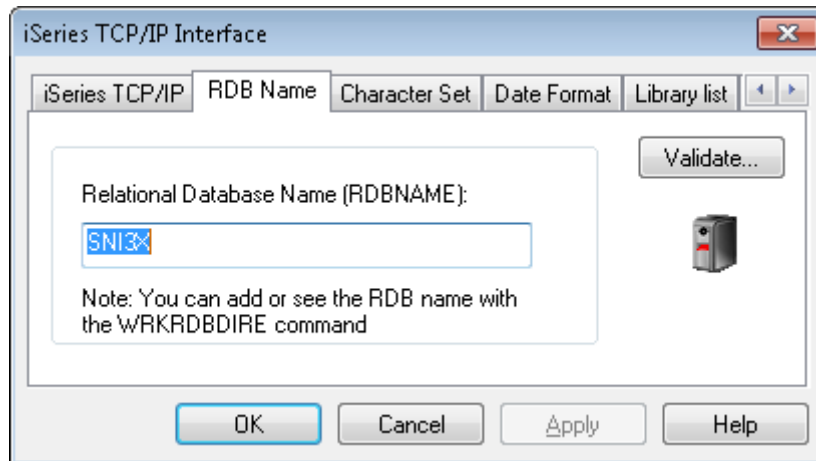 iSeries TCP/IP Interface
iSeries TCP/IP RDB Name Character Set Date Format Library list
Validate...
Relational Database Name (RDBNAME):
SNI3X
Note: You can add or see the RDB name with
the WRKRDBDIRE command
OK Cancel Apply Help